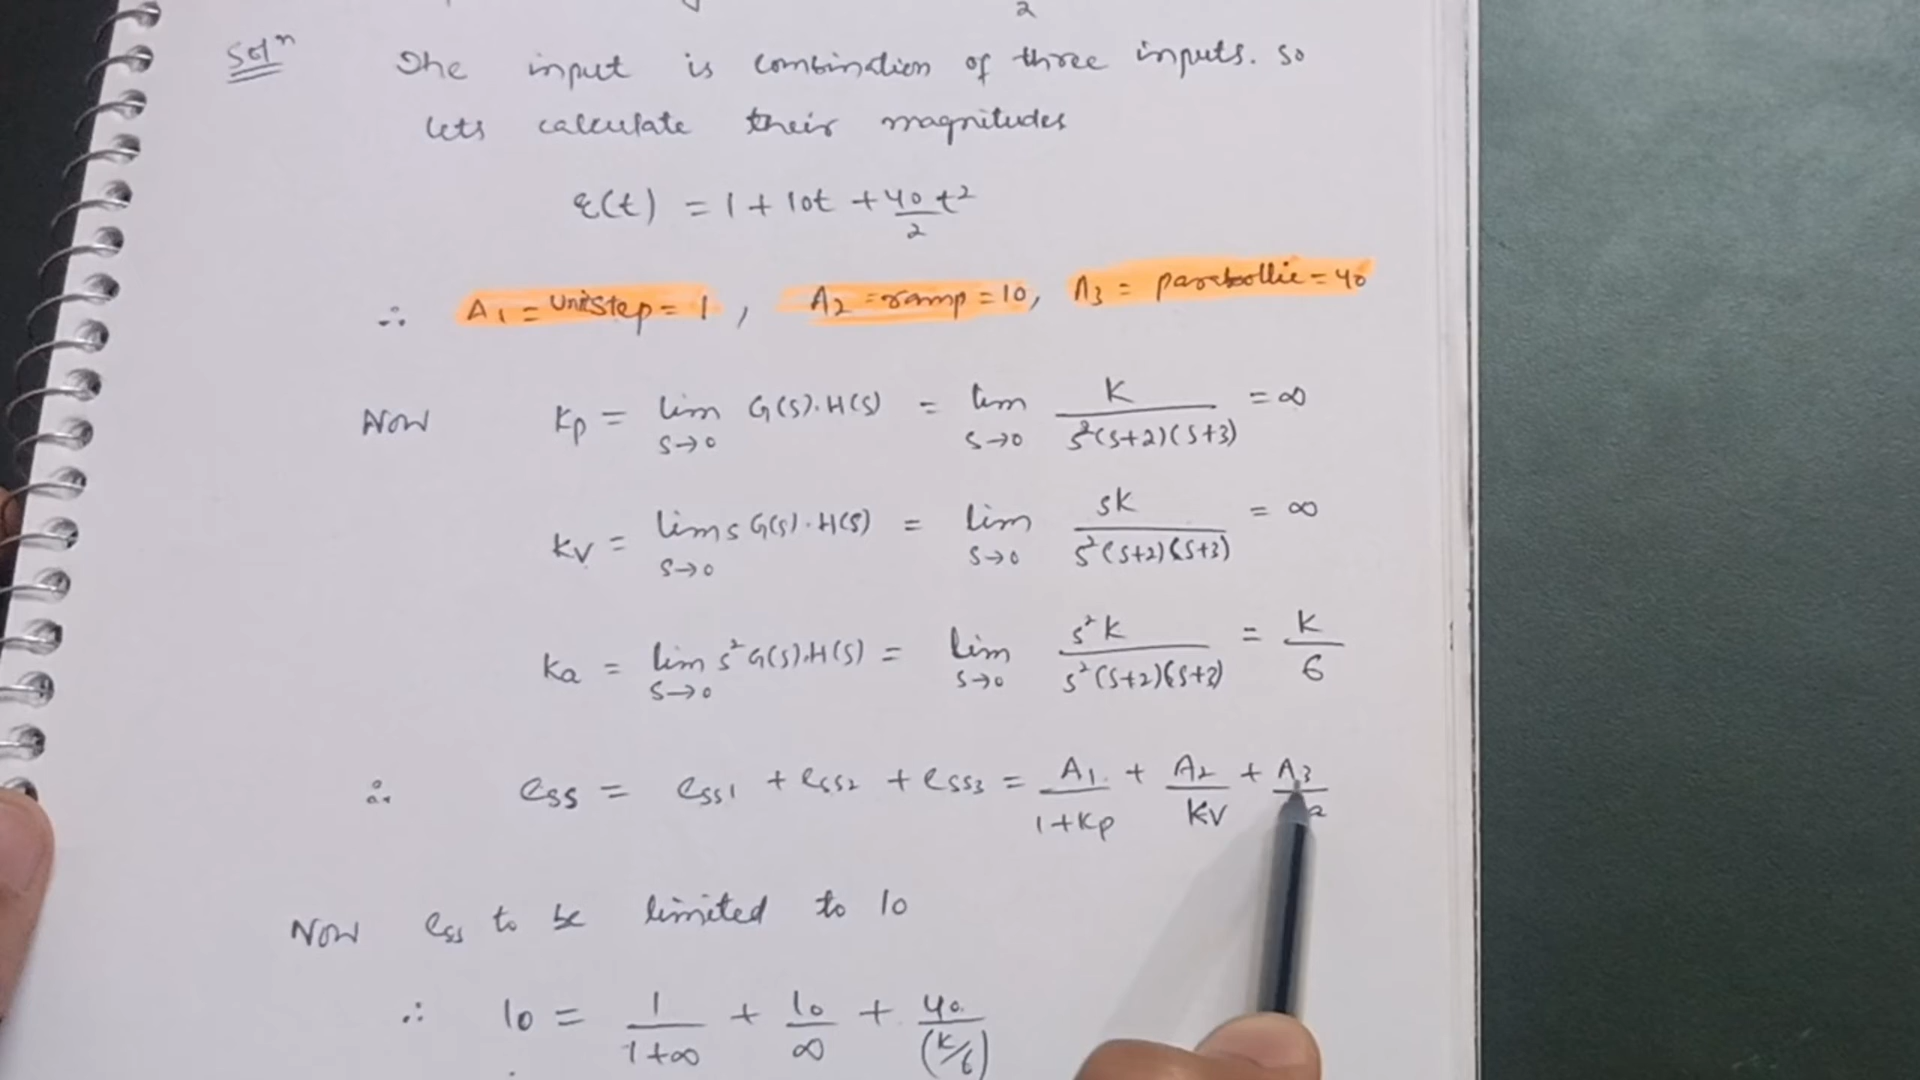 2
Solⁿ The input is combination of three inputs. so
lets calculate their magnitudes
r(t) = 1 + 10t + 40/2 t²
∴ A₁ = unitstep = 1, A₂ = ramp = 10, A₃ = parabollic = 40
Now Kp = lim s→0 G(s).H(s) = lim s→0 K/s²(s+2)(s+3) = ∞
Kv = lim s→0 s G(s).H(s) = lim s→0 sK/s²(s+2)(s+3) = ∞
Ka = lim s→0 s² G(s).H(s) = lim s→0 s²K/s²(s+2)(s+3) = K/6
∴ ess = ess1 + ess2 + ess3 = A₁/1+Kp + A₂/Kv + A₃/a
Now ess to be limited to 10
∴ 10 = 1/1+∞ + 10/∞ + 40/(K/6)